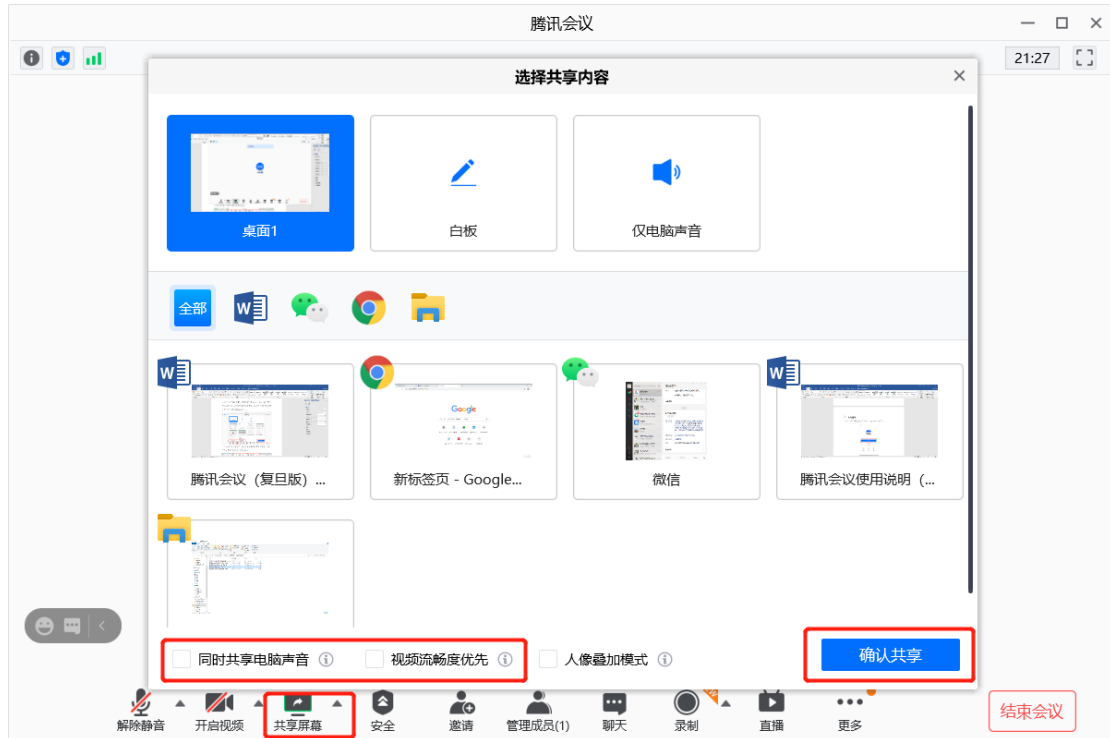 腾讯会议
21:27
选择共享内容
桌面1
白板
仅电脑声音
全部
腾讯会议（复旦版）...
新标签页 - Google...
微信
腾讯会议使用说明（...
Google
同时共享电脑声音
视频流畅度优先
人像叠加模式
确认共享
解除静音
开启视频
共享屏幕
安全
邀请
管理成员(1)
聊天
录制
直播
更多
结束会议